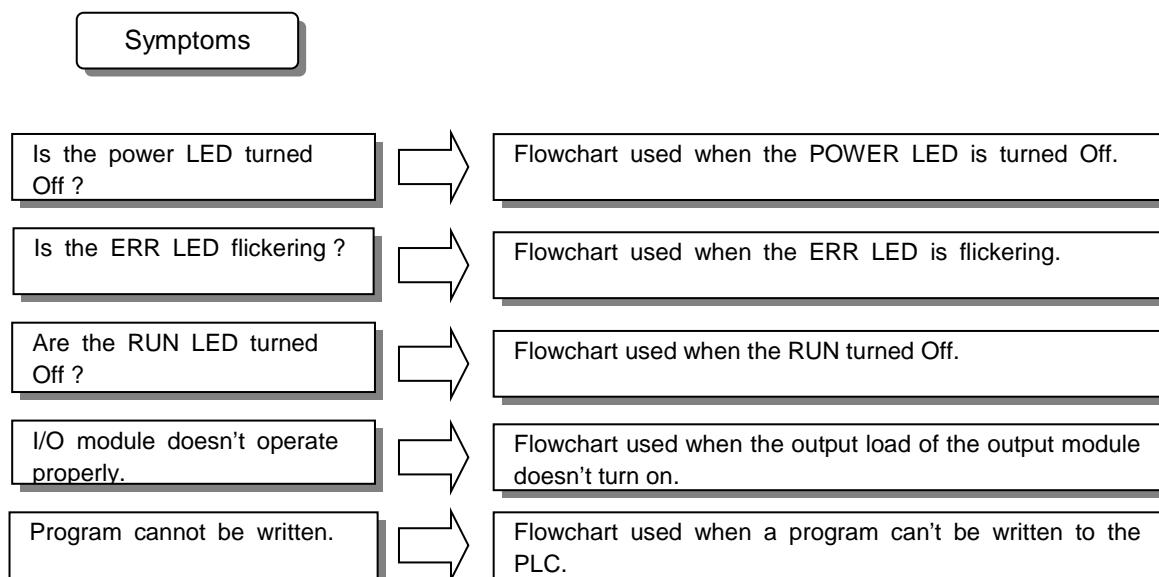 Symptoms
Is the power LED turned
Off ?
Flowchart used when the POWER LED is turned Off.
Is the ERR LED flickering ?
Flowchart used when the ERR LED is flickering.
Are the RUN LED turned
Off ?
Flowchart used when the RUN turned Off.
I/O module doesn’t operate
properly.
Flowchart used when the output load of the output module
doesn’t turn on.
Program cannot be written.
Flowchart used when a program can’t be written to the
PLC.